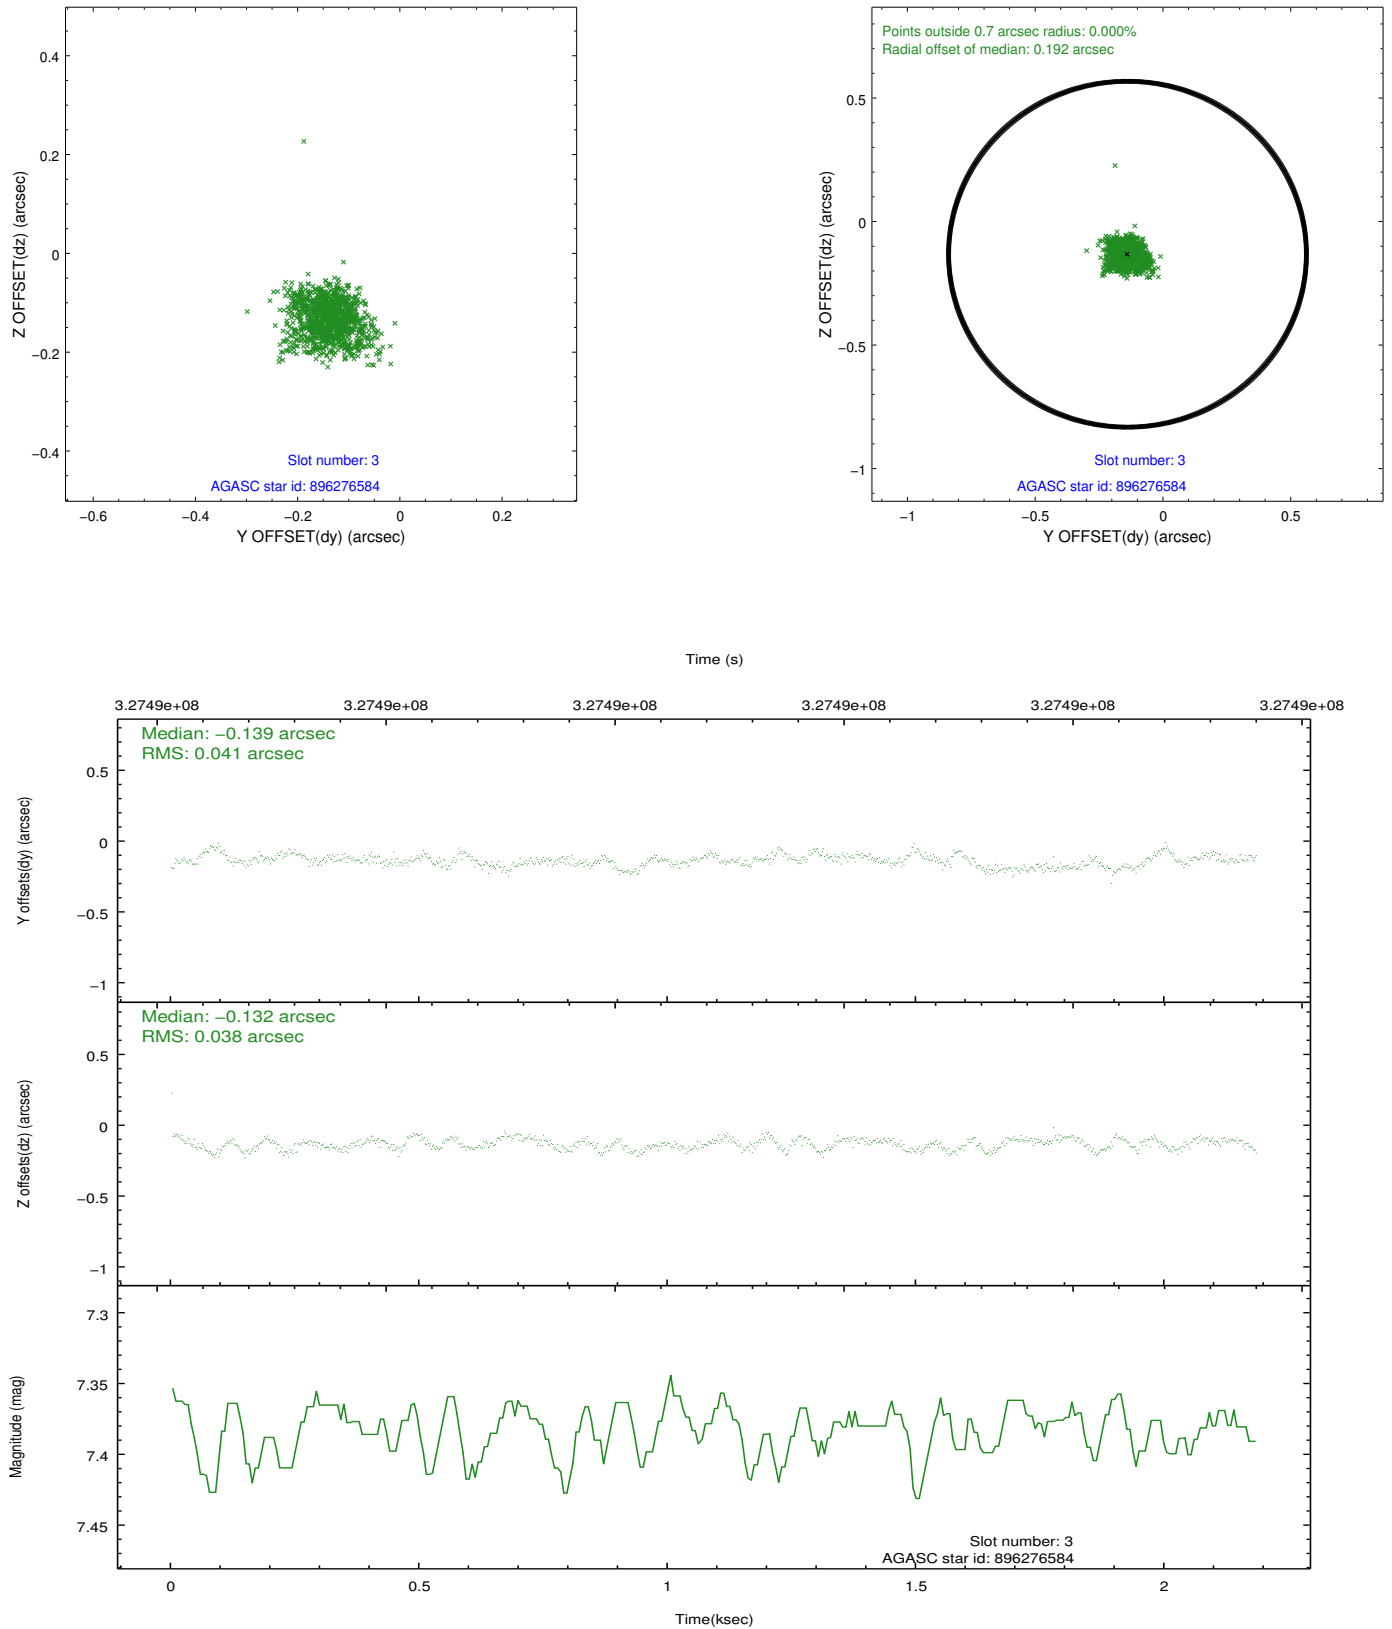 0.4
0.2
0
−0.2
−0.4
Z OFFSET(dz) (arcsec)
Slot number: 3
AGASC star id: 896276584
−0.6 −0.4 −0.2 0 0.2
Y OFFSET(dy) (arcsec)
Points outside 0.7 arcsec radius: 0.000%
Radial offset of median: 0.192 arcsec
0.5
0
−0.5
−1
Z OFFSET(dz) (arcsec)
Slot number: 3
AGASC star id: 896276584
−1 −0.5 0 0.5
Y OFFSET(dy) (arcsec)
Time (s)
3.2749e+08 3.2749e+08 3.2749e+08 3.2749e+08 3.2749e+08 3.2749e+08
Median: −0.139 arcsec
RMS: 0.041 arcsec
0.5
0
−0.5
−1
Y offsets(dy) (arcsec)
Median: −0.132 arcsec
RMS: 0.038 arcsec
0.5
0
−0.5
−1
Z offsets(dz) (arcsec)
7.3
7.35
7.4
7.45
Magnitude (mag)
Slot number: 3
AGASC star id: 896276584
0 0.5 1 1.5 2
Time(ksec)